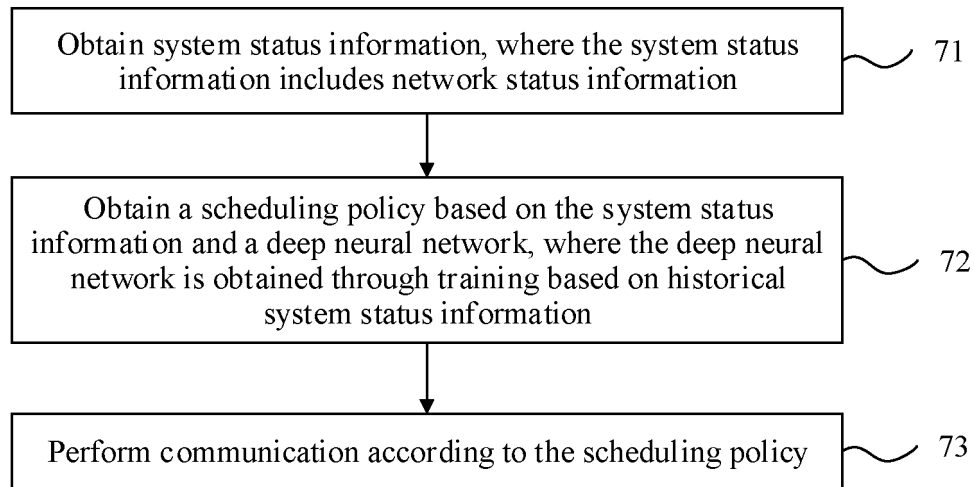 Obtain system status information, where the system status
information includes network status information
71
Obtain a scheduling policy based on the system status
information and a deep neural network, where the deep neural
network is obtained through training based on historical
system status information
72
Perform communication according to the scheduling policy
73